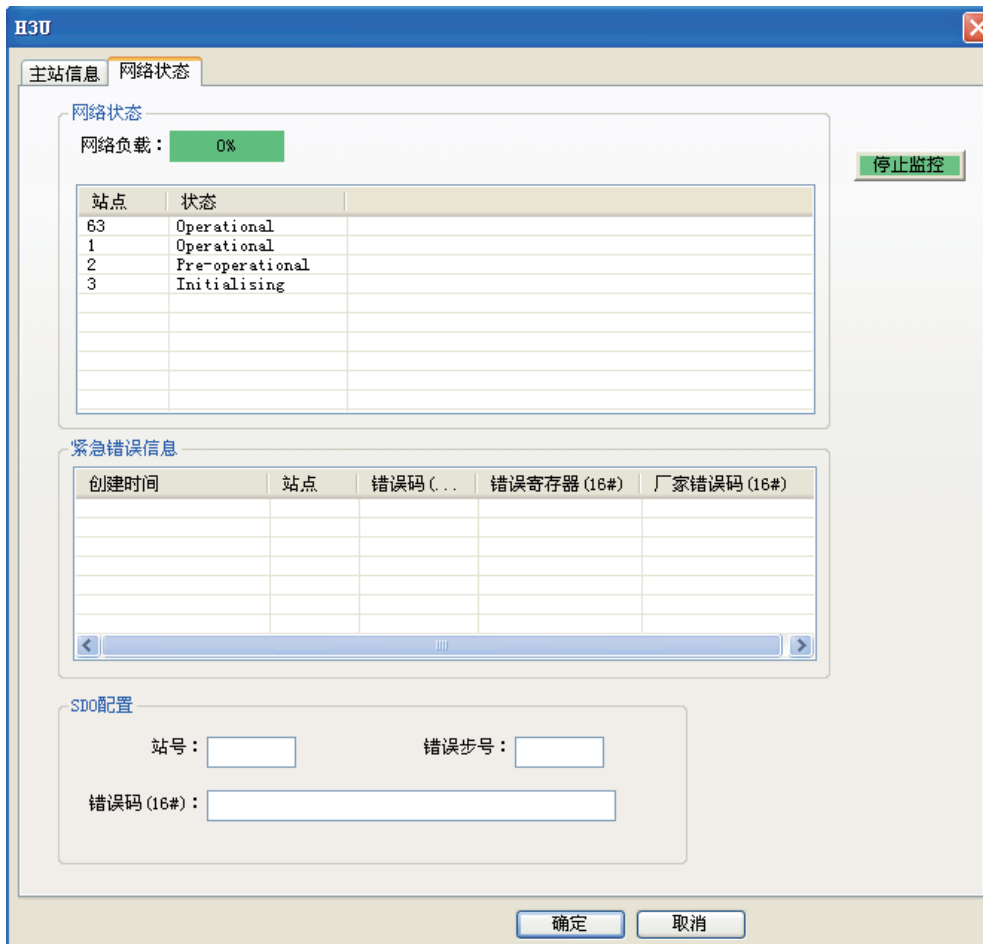 H3U
主站信息 网络状态
网络状态
网络负载： 0%
停止监控
站点 状态
63 Operational
1 Operational
2 Pre-operational
3 Initialising
紧急错误信息
创建时间 站点 错误码(... 错误寄存器(16#) 厂家错误码(16#)
SDO配置
站号： 错误步号：
错误码(16#)：
确定 取消